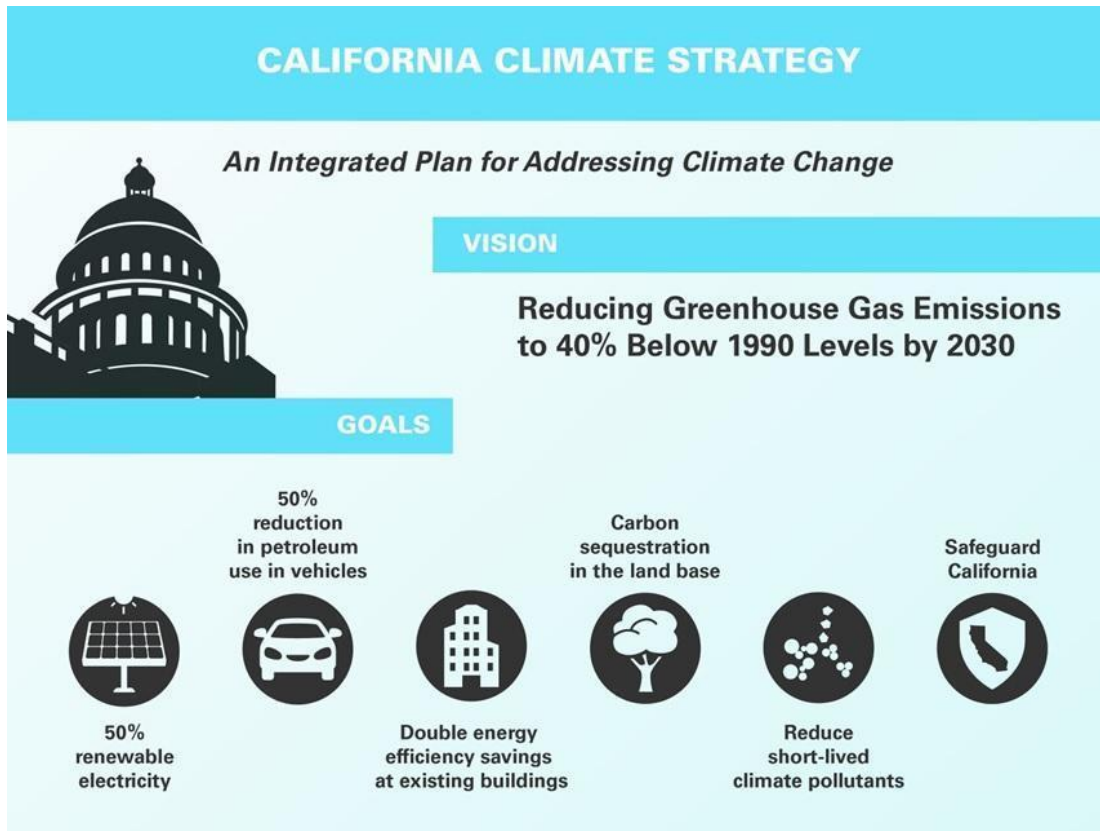 CALIFORNIA CLIMATE STRATEGY
An Integrated Plan for Addressing Climate Change
VISION
Reducing Greenhouse Gas Emissions
to 40% Below 1990 Levels by 2030
GOALS
50%
renewable
electricity
50%
reduction
in petroleum
use in vehicles
Double energy
efficiency savings
at existing buildings
Carbon
sequestration
in the land base
Reduce
short-lived
climate pollutants
Safeguard
California